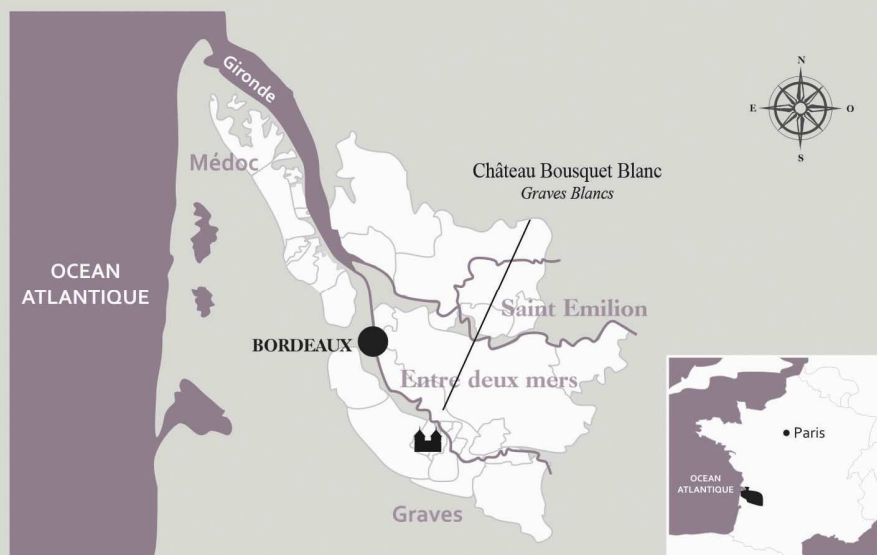 Gironde
N
E
O
S
Médoc
Château Bousquet Blanc
Graves Blancs
OCEAN
ATLANTIQUE
Saint Emilion
BORDEAUX
Entre deux mers
Paris
OCEAN
ATLANTIQUE
Graves